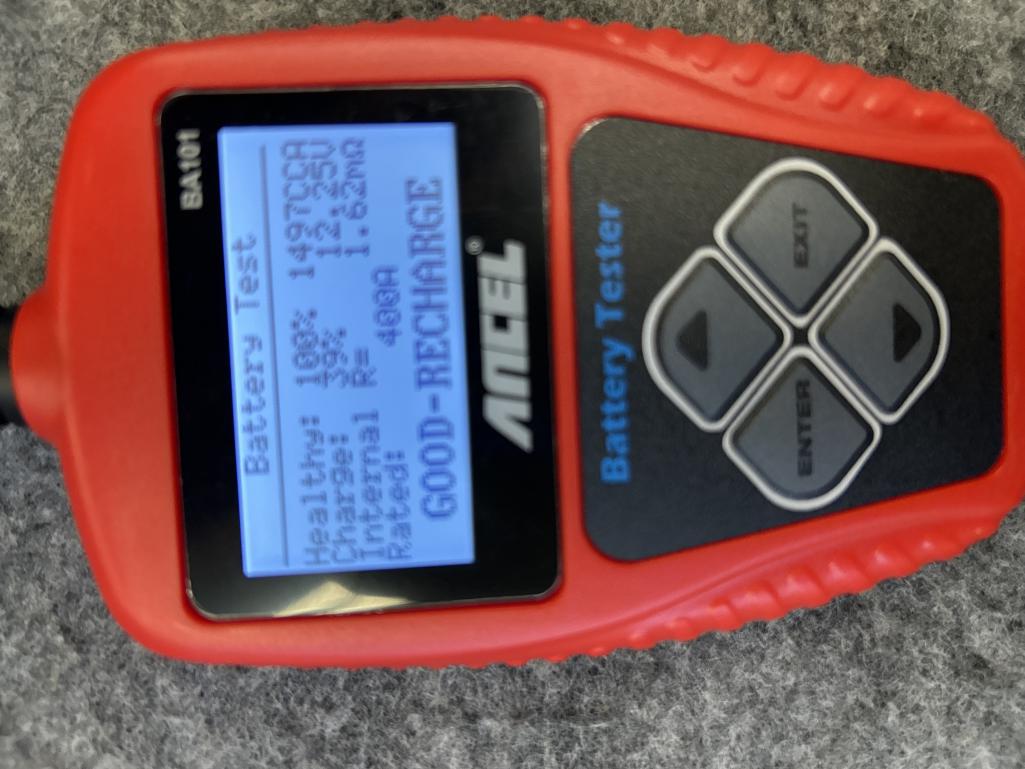 BA101
Battery Test
Healthy: 100% 1497CCA
Charge: 39% 12.25V
Internal R= 1.62mΩ
Rated: 400A
GOOD-RECHARGE
ANCEL®
Battery Tester
EXIT
ENTER